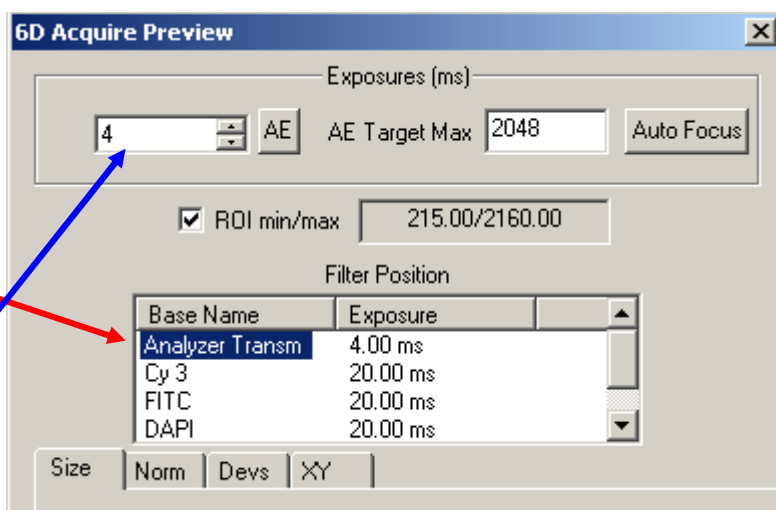 6D Acquire Preview
Exposures (ms)
4 AE AE Target Max 2048 Auto Focus
ROI min/max 215.00/2160.00
Filter Position
Base Name Exposure
Analyzer Transm 4.00 ms
Cy 3 20.00 ms
FITC 20.00 ms
DAPI 20.00 ms
Size Norm Devs XY